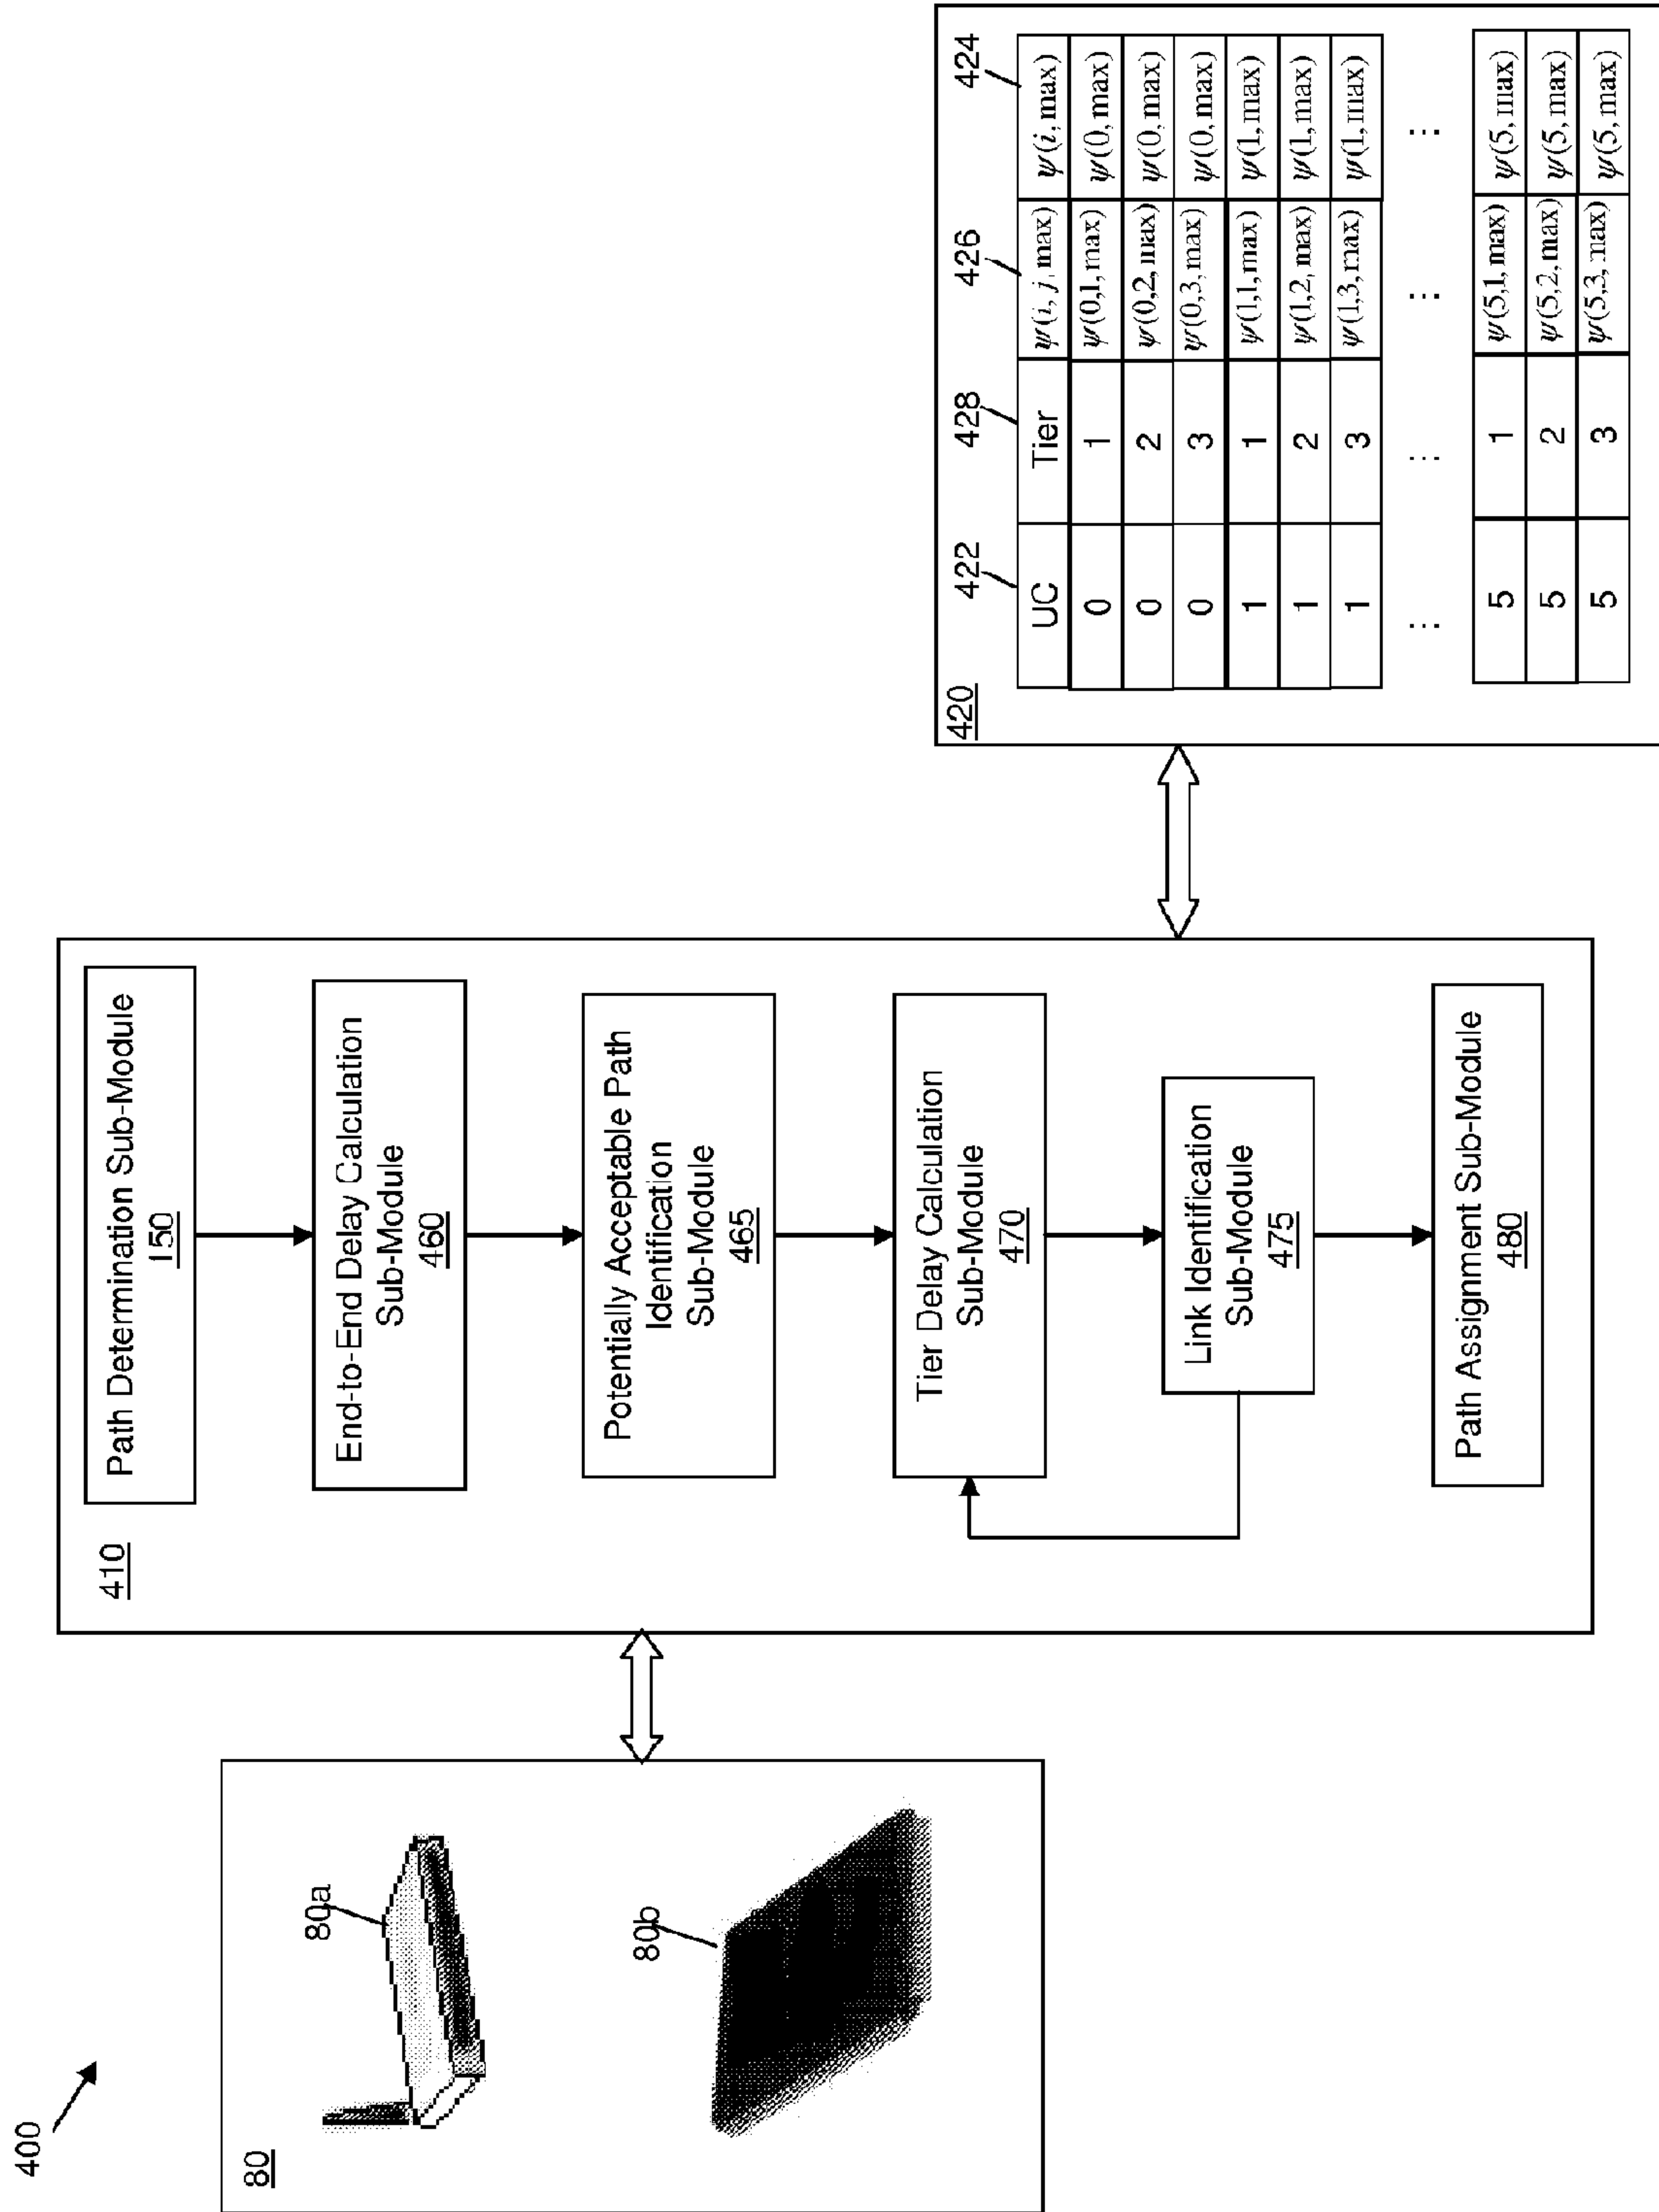 400
80
80a
80b
410
Path Determination Sub-Module
150
End-to-End Delay Calculation
Sub-Module
460
Potentially Acceptable Path
Identification
Sub-Module
465
Tier Delay Calculation
Sub-Module
470
Link Identification
Sub-Module
475
Path Assignment Sub-Module
480
420
422 428 426 424
UC Tier ψ(i, j, max) ψ(i, max)
0 1 ψ(0,1,max) ψ(0,max)
0 2 ψ(0,2,max) ψ(0,max)
0 3 ψ(0,3,max) ψ(0,max)
1 1 ψ(1,1,max) ψ(1,max)
1 2 ψ(1,2,max) ψ(1,max)
1 3 ψ(1,3,max) ψ(1,max)
... ... ... ...
5 1 ψ(5,1,max) ψ(5,max)
5 2 ψ(5,2,max) ψ(5,max)
5 3 ψ(5,3,max) ψ(5,max)